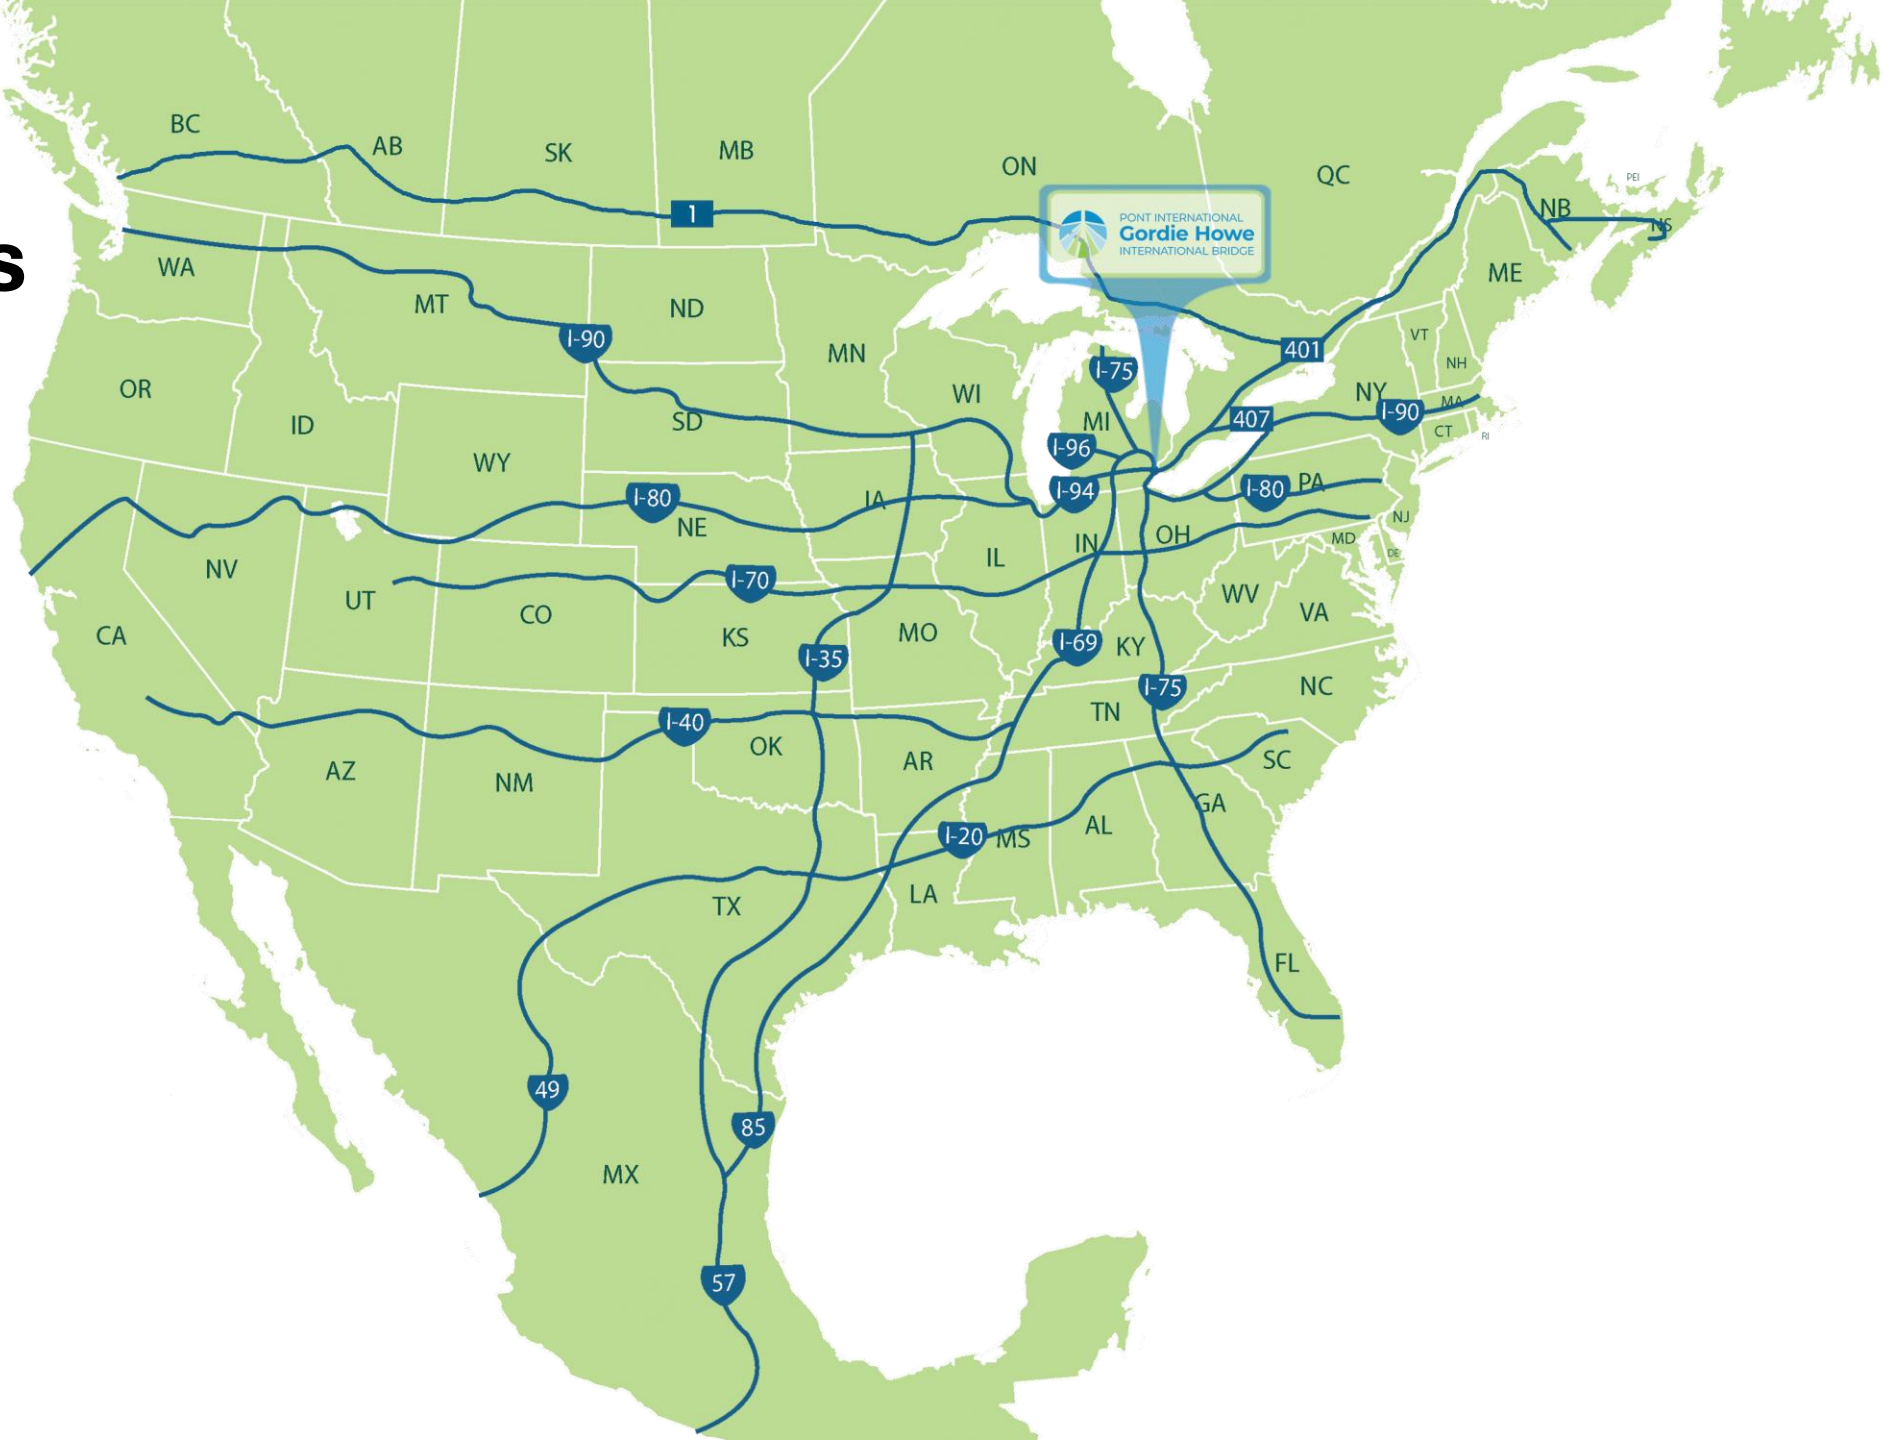 BC
AB
SK
MB
ON
QC
PEI
NB
NS
1
PONT INTERNATIONAL
Gordie Howe
INTERNATIONAL BRIDGE
s
WA
MT
ND
MN
ME
I-90
401
VT
NH
I-75
OR
ID
WI
MI
NY
I-90
MA
407
CT
RI
SD
I-96
WY
I-80
NE
IA
I-94
I-80
PA
NJ
NV
UT
CO
I-70
IL
IN
OH
MD
DE
WV
VA
CA
KS
MO
I-35
I-69
KY
I-75
NC
TN
I-40
OK
AR
SC
AZ
NM
GA
I-20
MS
AL
TX
LA
FL
49
85
MX
57